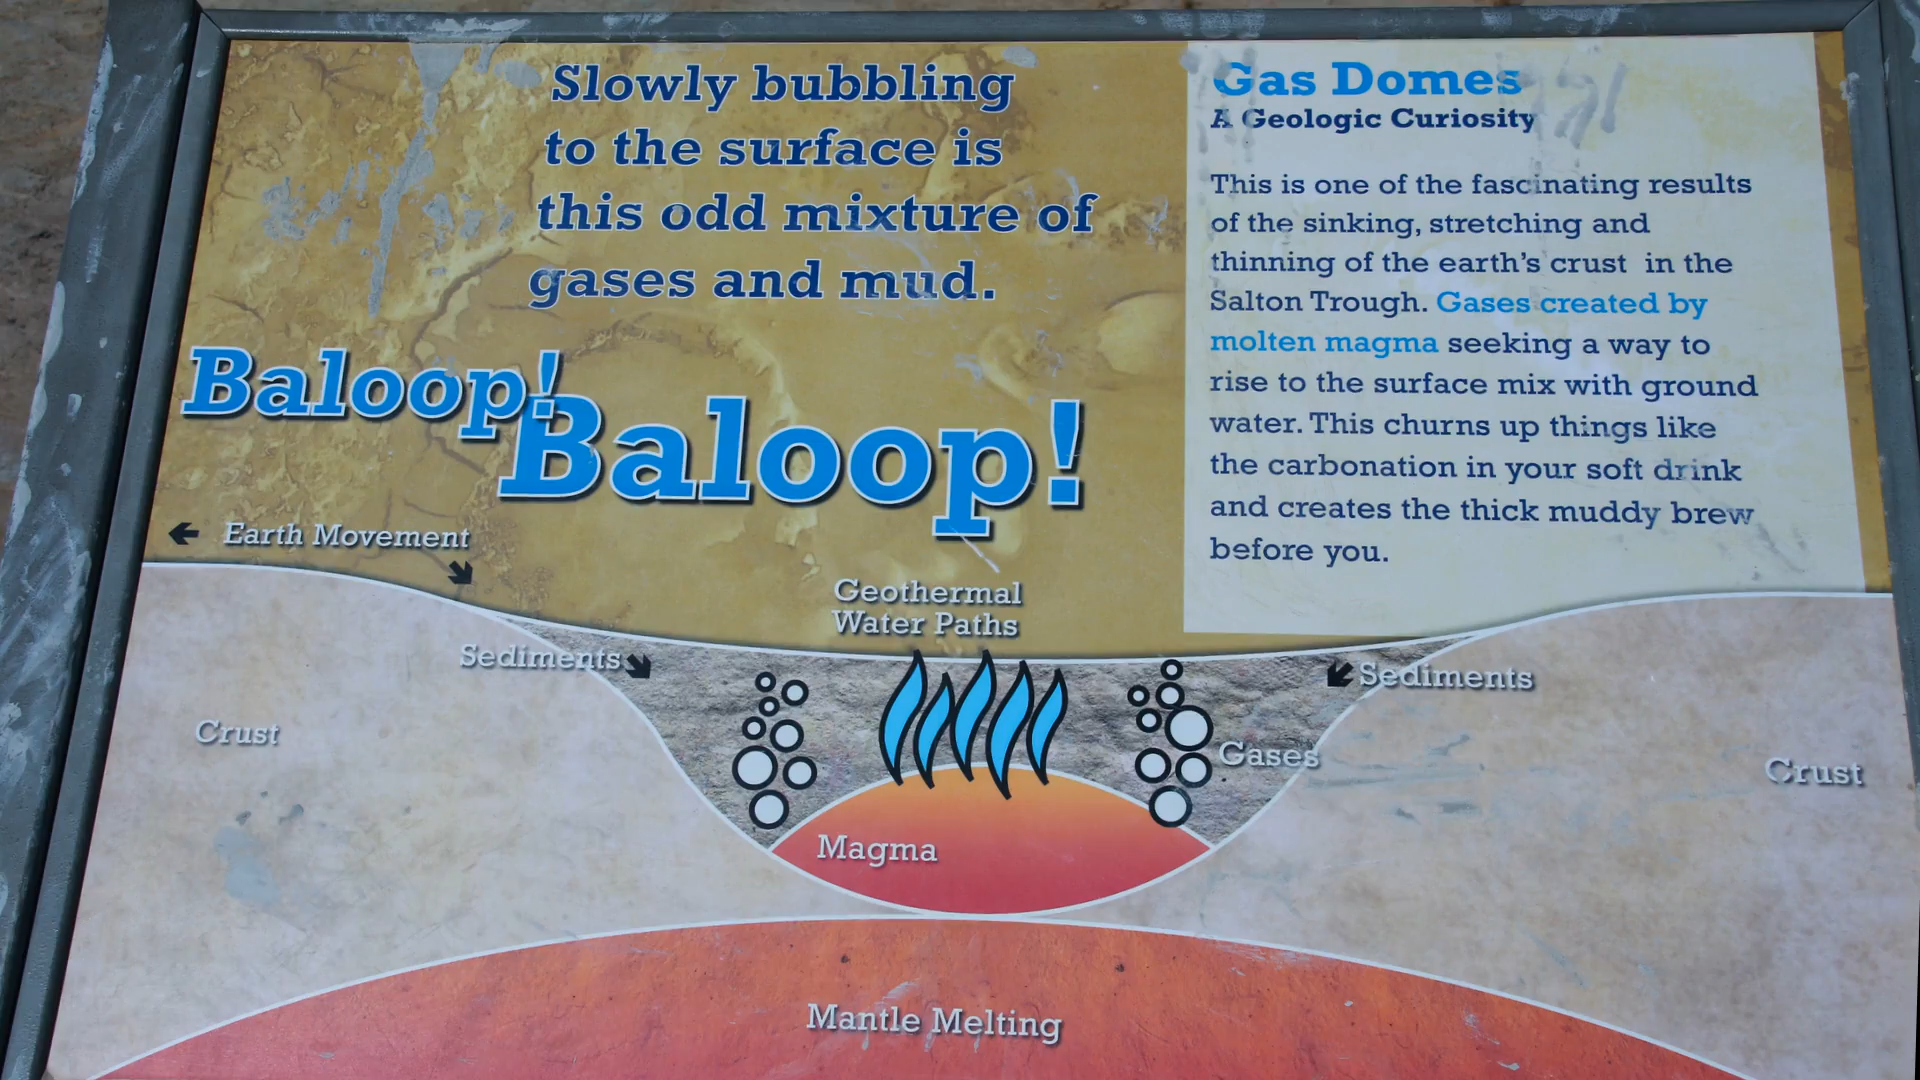 Slowly bubbling
to the surface is
this odd mixture of
gases and mud.
Baloop!
Baloop!
Gas Domes
A Geologic Curiosity
This is one of the fascinating results
of the sinking, stretching and
thinning of the earth's crust in the
Salton Trough. Gases created by
molten magma seeking a way to
rise to the surface mix with ground
water. This churns up things like
the carbonation in your soft drink
and creates the thick muddy brew
before you.
Earth Movement
Geothermal
Water Paths
Sediments
Sediments
Crust
Gases
Crust
Magma
Mantle Melting